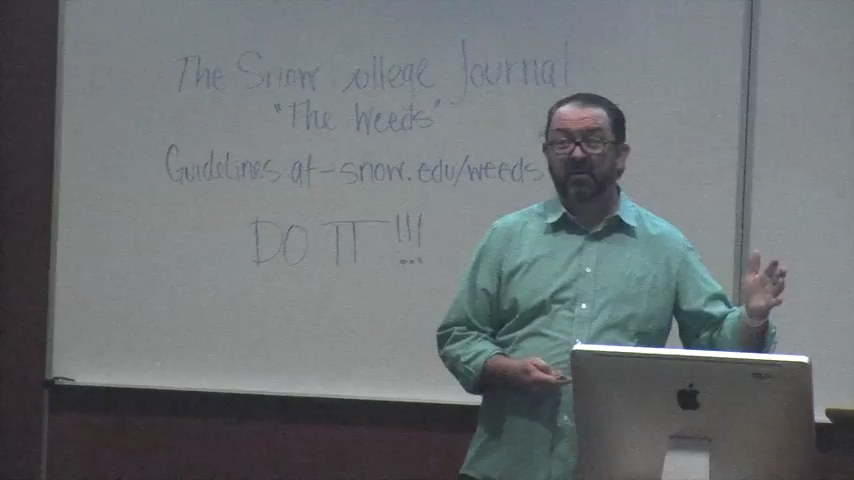 The Snow College Journal
"The Weeds"
Guidelines at - snow.edu/weeds
DO IT!!!